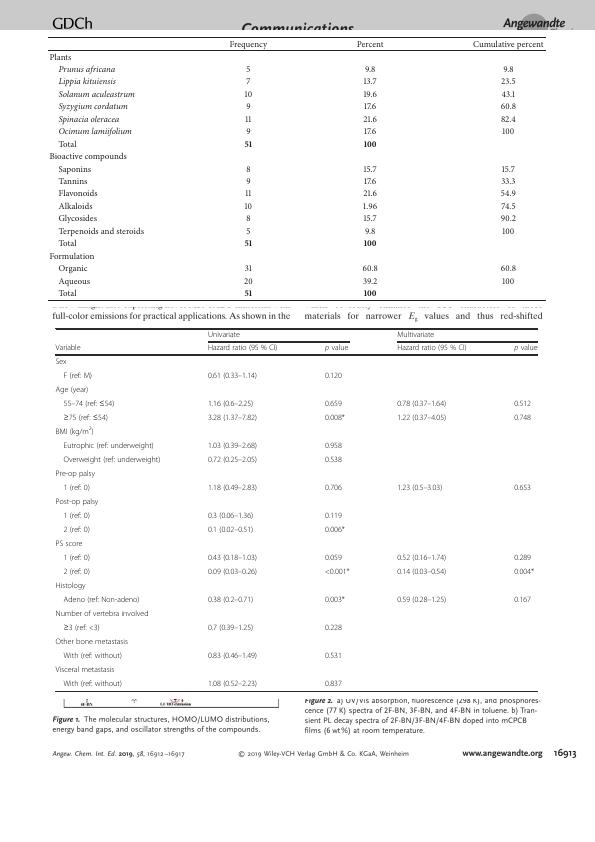 GDCh
Communications
Angewandte
Frequency Percent Cumulative percent
Plants
Prunus africana 5 9.8 9.8
Lippia kituiensis 7 13.7 23.5
Solanum aculeastrum 10 19.6 43.1
Syzygium cordatum 9 17.6 60.8
Spinacia oleracea 11 21.6 82.4
Ocimum lamiifolium 9 17.6 100
Total 51 100
Bioactive compounds
Saponins 8 15.7 15.7
Tannins 9 17.6 33.3
Flavonoids 11 21.6 54.9
Alkaloids 10 1.96 74.5
Glycosides 8 15.7 90.2
Terpenoids and steroids 5 9.8 100
Total 51 100
Formulation
Organic 31 60.8 60.8
Aqueous 20 39.2 100
Total 51 100
full-color emissions for practical applications. As shown in the
materials for narrower Eg values and thus red-shifted
Univariate Multivariate
Variable Hazard ratio (95 % CI) p value Hazard ratio (95 % CI) p value
Sex
F (ref: M) 0.61 (0.33–1.14) 0.120
Age (year)
55–74 (ref: ≤54) 1.16 (0.6–2.25) 0.659 0.78 (0.37–1.64) 0.512
≥75 (ref: ≤54) 3.28 (1.37–7.82) 0.008* 1.22 (0.37–4.05) 0.748
BMI (kg/m2)
Eutrophic (ref: underweight) 1.03 (0.39–2.68) 0.958
Overweight (ref: underweight) 0.72 (0.25–2.05) 0.538
Pre-op palsy
1 (ref: 0) 1.18 (0.49–2.83) 0.706 1.23 (0.5–3.03) 0.653
Post-op palsy
1 (ref: 0) 0.3 (0.06–1.36) 0.119
2 (ref: 0) 0.1 (0.02–0.51) 0.006*
PS score
1 (ref: 0) 0.43 (0.18–1.03) 0.059 0.52 (0.16–1.74) 0.289
2 (ref: 0) 0.09 (0.03–0.26) <0.001* 0.14 (0.03–0.54) 0.004*
Histology
Adeno (ref: Non-adeno) 0.38 (0.2–0.71) 0.003* 0.59 (0.28–1.25) 0.167
Number of vertebra involved
≥3 (ref: <3) 0.7 (0.39–1.25) 0.228
Other bone metastasis
With (ref: without) 0.83 (0.46–1.49) 0.531
Visceral metastasis
With (ref: without) 1.08 (0.52–2.23) 0.837
Figure 1. The molecular structures, HOMO/LUMO distributions,
energy band gaps, and oscillator strengths of the compounds.
Figure 2. a) UV/Vis absorption, fluorescence (298 K), and phosphores-
cence (77 K) spectra of 2F-BN, 3F-BN, and 4F-BN in toluene. b) Tran-
sient PL decay spectra of 2F-BN/3F-BN/4F-BN doped into mCPCB
films (6 wt%) at room temperature.
Angew. Chem. Int. Ed. 2019, 58, 16912–16917 © 2019 Wiley-VCH Verlag GmbH & Co. KGaA, Weinheim www.angewandte.org 16913